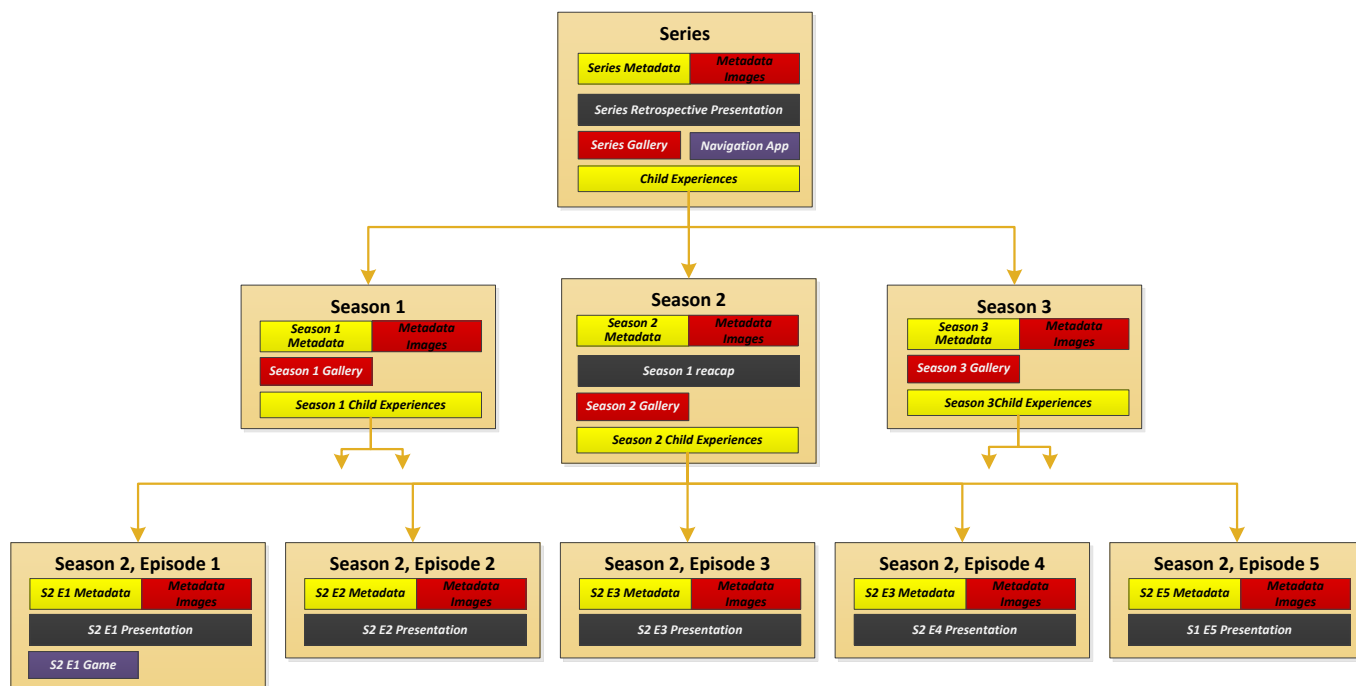 Series
Series Metadata
Metadata
Images
Series Retrospective Presentation
Series Gallery
Navigation App
Child Experiences
Season 1
Season 1
Metadata
Metadata
Images
Season 1 Gallery
Season 1 Child Experiences
Season 2
Season 2
Metadata
Metadata
Images
Season 1 reacap
Season 2 Gallery
Season 2 Child Experiences
Season 3
Season 3
Metadata
Metadata
Images
Season 3 Gallery
Season 3Child Experiences
Season 2, Episode 1
S2 E1 Metadata
Metadata
Images
S2 E1 Presentation
S2 E1 Game
Season 2, Episode 2
S2 E2 Metadata
Metadata
Images
S2 E2 Presentation
Season 2, Episode 3
S2 E3 Metadata
Metadata
Images
S2 E3 Presentation
Season 2, Episode 4
S2 E3 Metadata
Metadata
Images
S2 E4 Presentation
Season 2, Episode 5
S2 E5 Metadata
Metadata
Images
S1 E5 Presentation